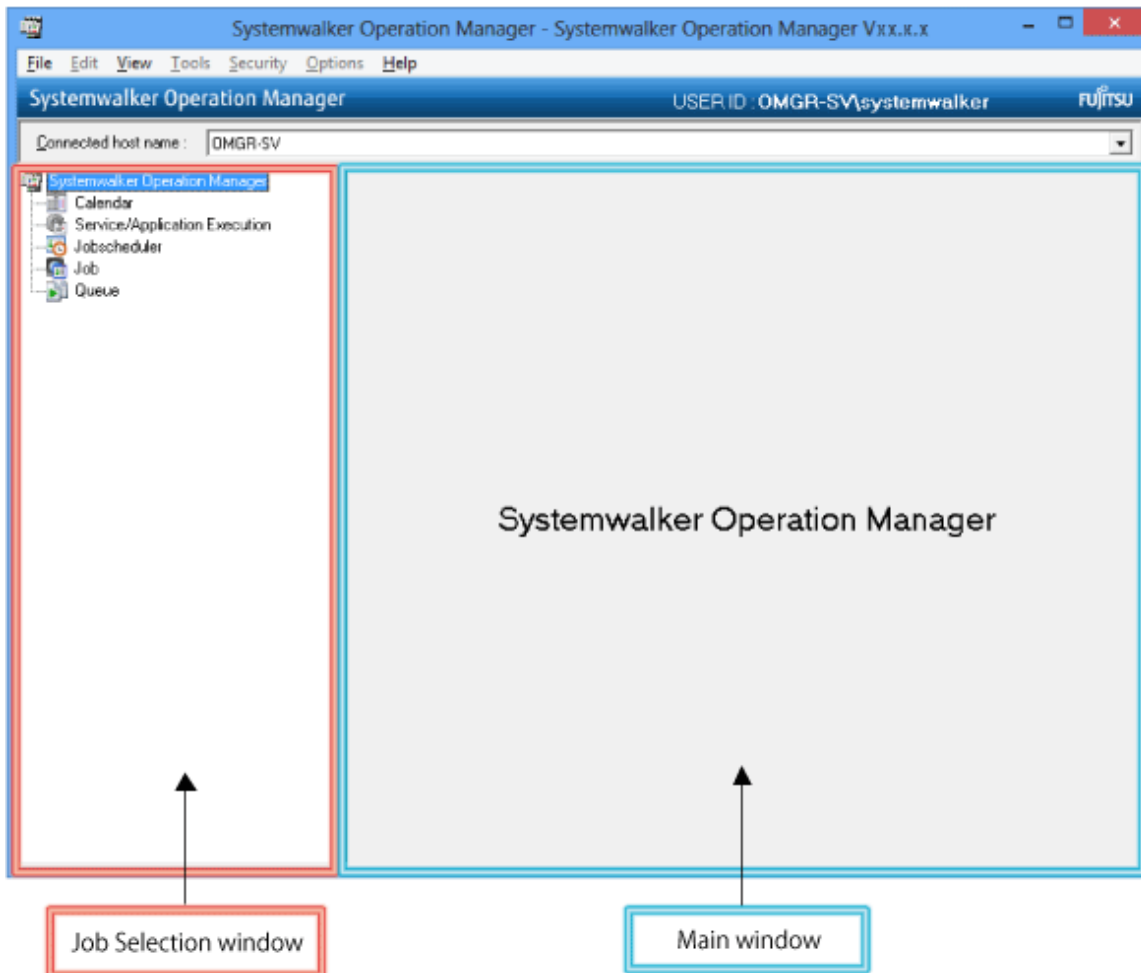 Systemwalker Operation Manager - Systemwalker Operation Manager Vxx.x.x
File Edit View Tools Security Options Help
Systemwalker Operation Manager USER ID : OMGR-SV\systemwalker FUJITSU
Connected host name : OMGR-SV
Systemwalker Operation Manager
Calendar
Service/Application Execution
Jobscheduler
Job
Queue
Systemwalker Operation Manager
Job Selection window
Main window